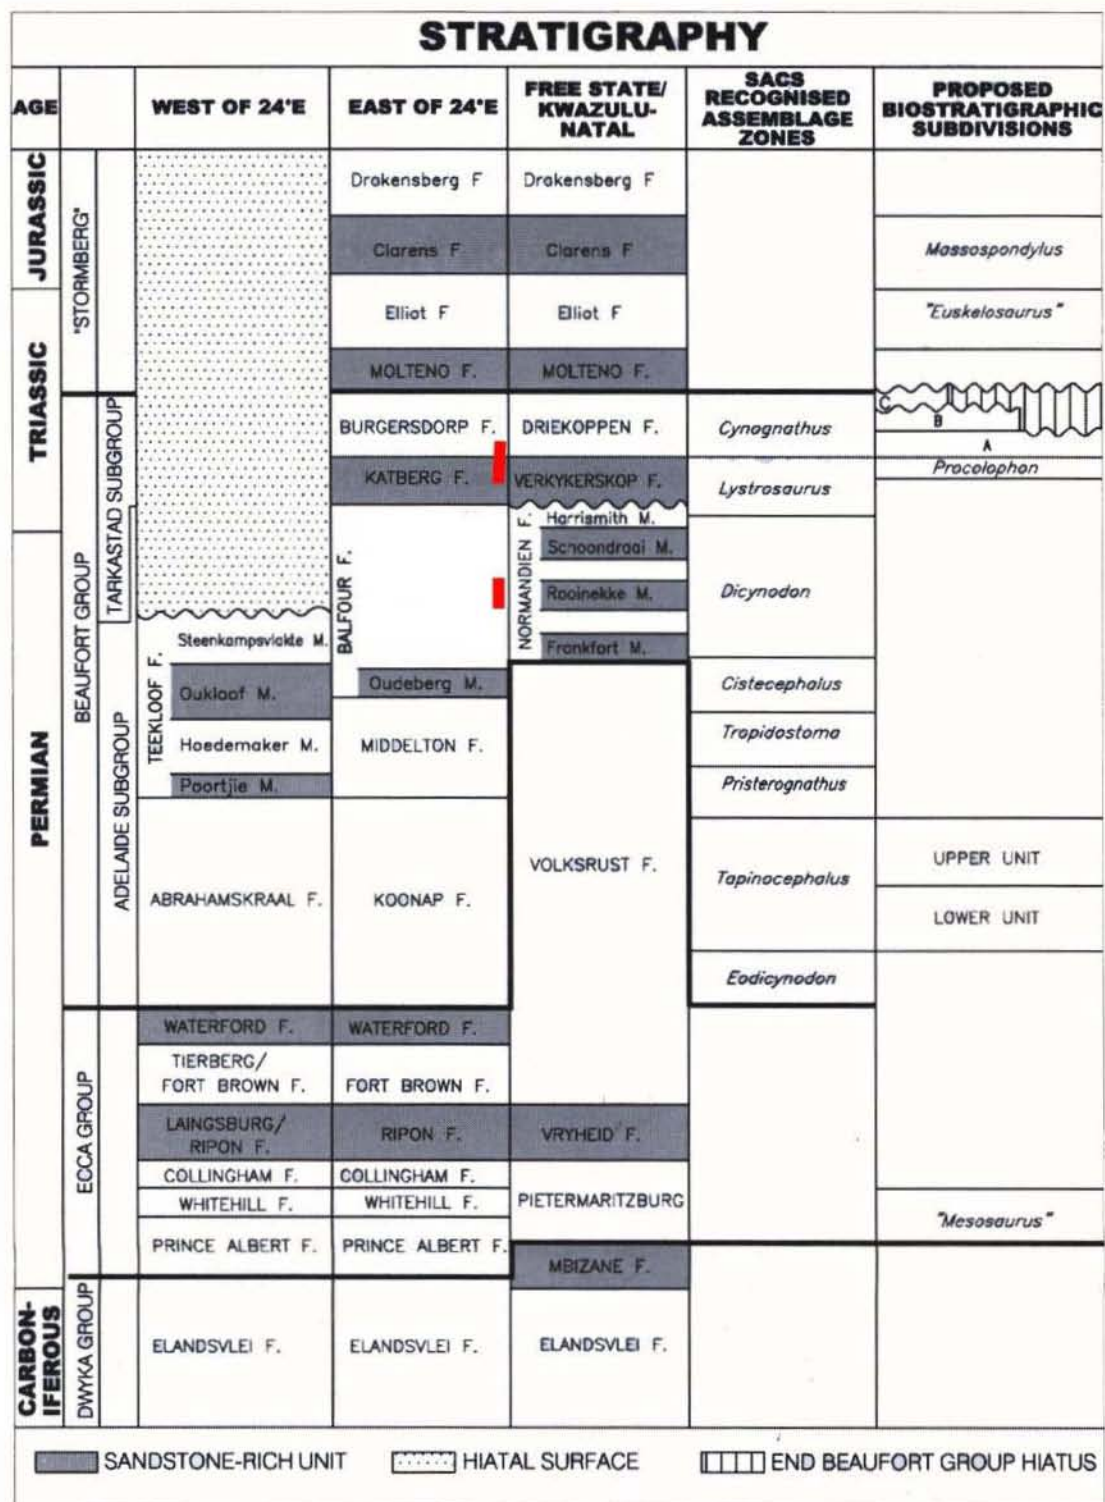 STRATIGRAPHY
AGE
WEST OF 24°E
EAST OF 24°E
FREE STATE/
KWAZULU-
NATAL
SACS
RECOGNISED
ASSEMBLAGE
ZONES
PROPOSED
BIOSTRATIGRAPHIC
SUBDIVISIONS
JURASSIC
TRIASSIC
PERMIAN
CARBON-
IFEROUS
"STORMBERG"
BEAUFORT GROUP
ECCA GROUP
DWYKA GROUP
TARKASTAD SUBGROUP
ADELAIDE SUBGROUP
TEEKLOOF F.
Steenkampsvlakte M.
Oukloof M.
Hoedemaker M.
Poortjie M.
ABRAHAMSKRAAL F.
WATERFORD F.
TIERBERG/
FORT BROWN F.
LAINGSBURG/
RIPON F.
COLLINGHAM F.
WHITEHILL F.
PRINCE ALBERT F.
ELANDSVLEI F.
Drakensberg F
Clarens F
Elliot F
MOLTENO F.
BURGERSDORP F.
KATBERG F.
BALFOUR F.
Oudeberg M.
MIDDELTON F.
KOONAP F.
WATERFORD F.
FORT BROWN F.
RIPON F.
COLLINGHAM F.
WHITEHILL F.
PRINCE ALBERT F.
ELANDSVLEI F.
Drakensberg F
Clarens F
Elliot F
MOLTENO F.
DRIEKOPPEN F.
VERKYKERSKOP F.
NORMANDIEN F.
Harrismith M.
Schoondraai M.
Rooinekke M.
Frankfort M.
VOLKSRUST F.
VRYHEID F.
PIETERMARITZBURG
MBIZANE F.
ELANDSVLEI F.
Cynognathus
Lystrosaurus
Dicynodon
Cistecephalus
Tropidostoma
Pristerognathus
Tapinocephalus
Eodicynodon
Massospondylus
"Euskelosaurus"
C
B
A
Procolophon
UPPER UNIT
LOWER UNIT
"Mesosaurus"
SANDSTONE-RICH UNIT
HIATAL SURFACE
END BEAUFORT GROUP HIATUS